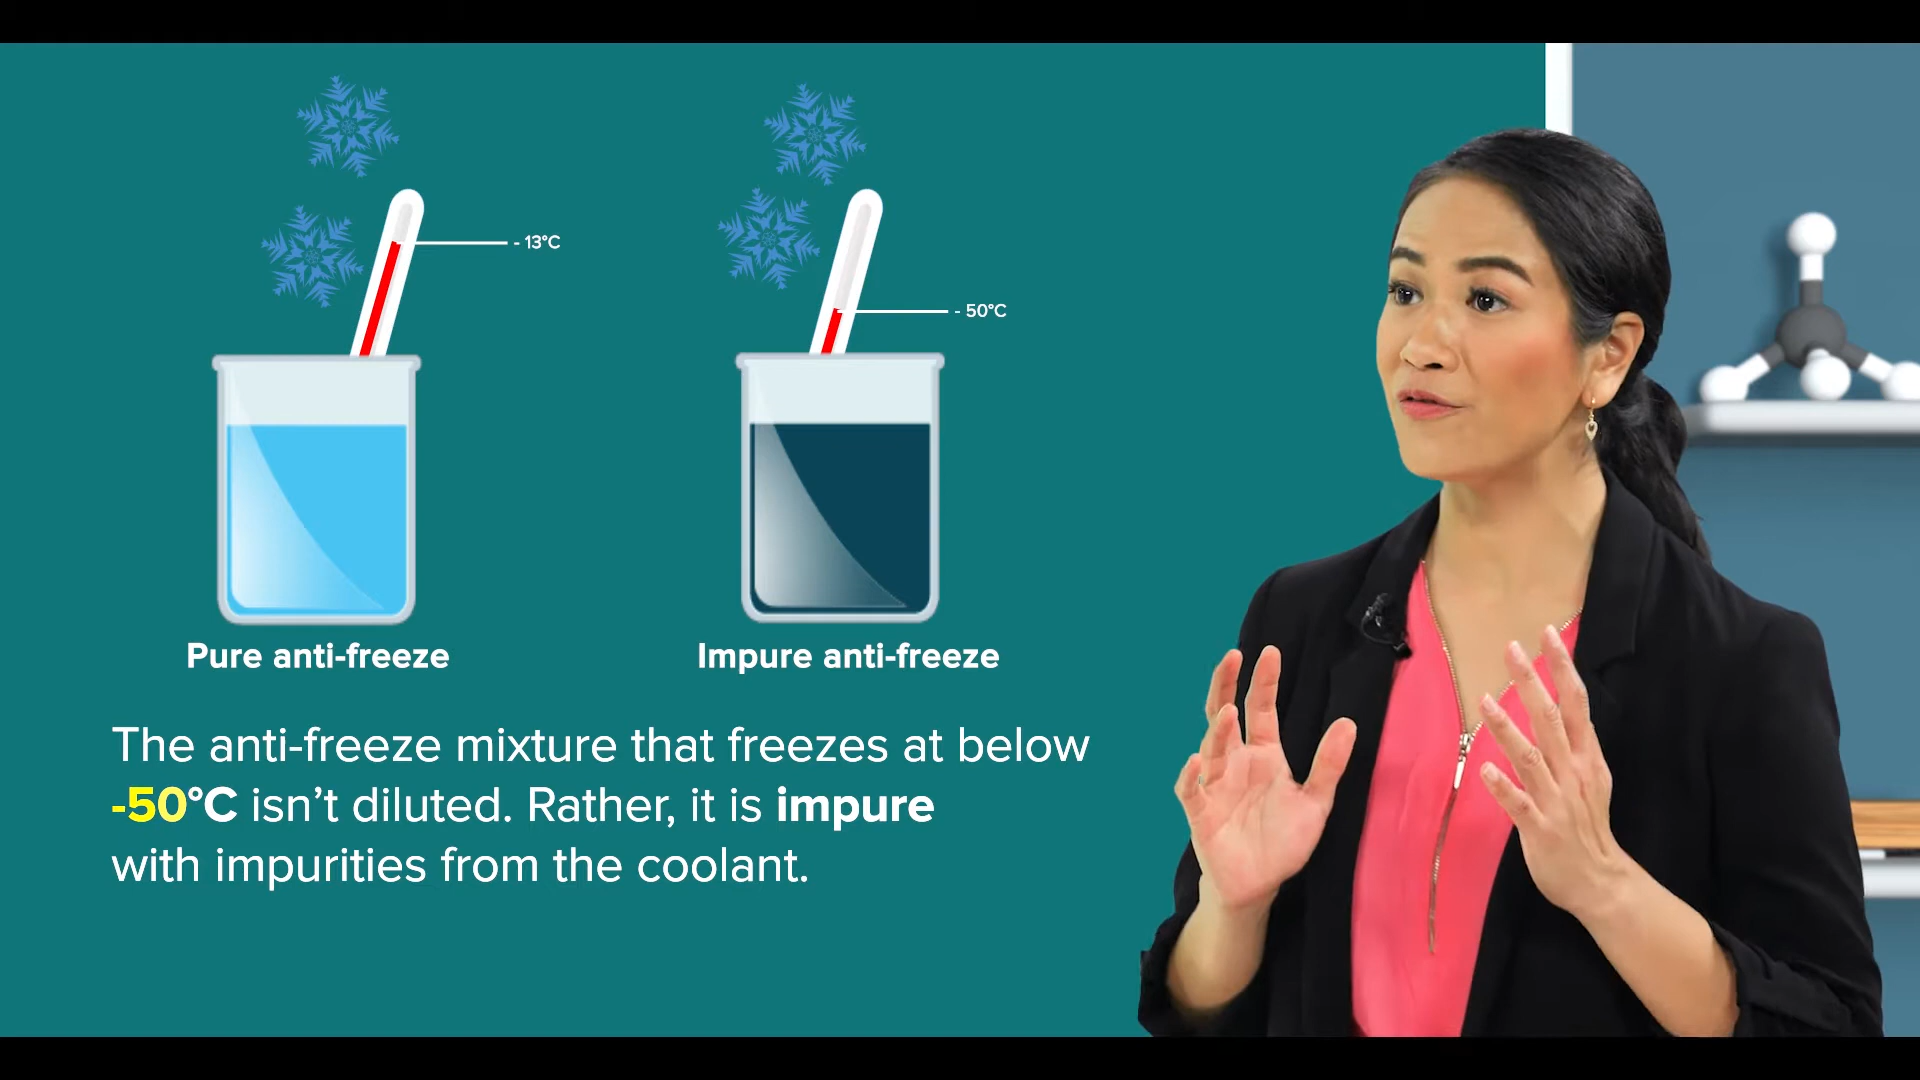 - 13°C
- 50°C
Pure anti-freeze
Impure anti-freeze
The anti-freeze mixture that freezes at below
-50°C isn’t diluted. Rather, it is impure
with impurities from the coolant.